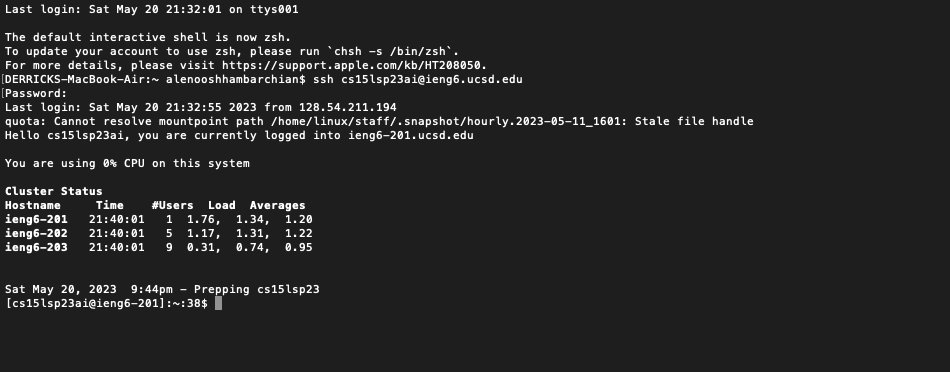 Last login: Sat May 20 21:32:01 on ttys001
The default interactive shell is now zsh.
To update your account to use zsh, please run `chsh -s /bin/zsh`.
For more details, please visit https://support.apple.com/kb/HT208050.
[DERRICKS-MacBook-Air:~ alenooshhambarchian$ ssh cs15lsp23ai@ieng6.ucsd.edu
[Password:
Last login: Sat May 20 21:32:55 2023 from 128.54.211.194
quota: Cannot resolve mountpoint path /home/linux/staff/.snapshot/hourly.2023-05-11_1601: Stale file handle
Hello cs15lsp23ai, you are currently logged into ieng6-201.ucsd.edu
You are using 0% CPU on this system
Cluster Status
Hostname     Time    #Users  Load  Averages
ieng6-201   21:40:01   1  1.76,  1.34,  1.20
ieng6-202   21:40:01   5  1.17,  1.31,  1.22
ieng6-203   21:40:01   9  0.31,  0.74,  0.95
Sat May 20, 2023  9:44pm - Prepping cs15lsp23
[cs15lsp23ai@ieng6-201]:~:38$